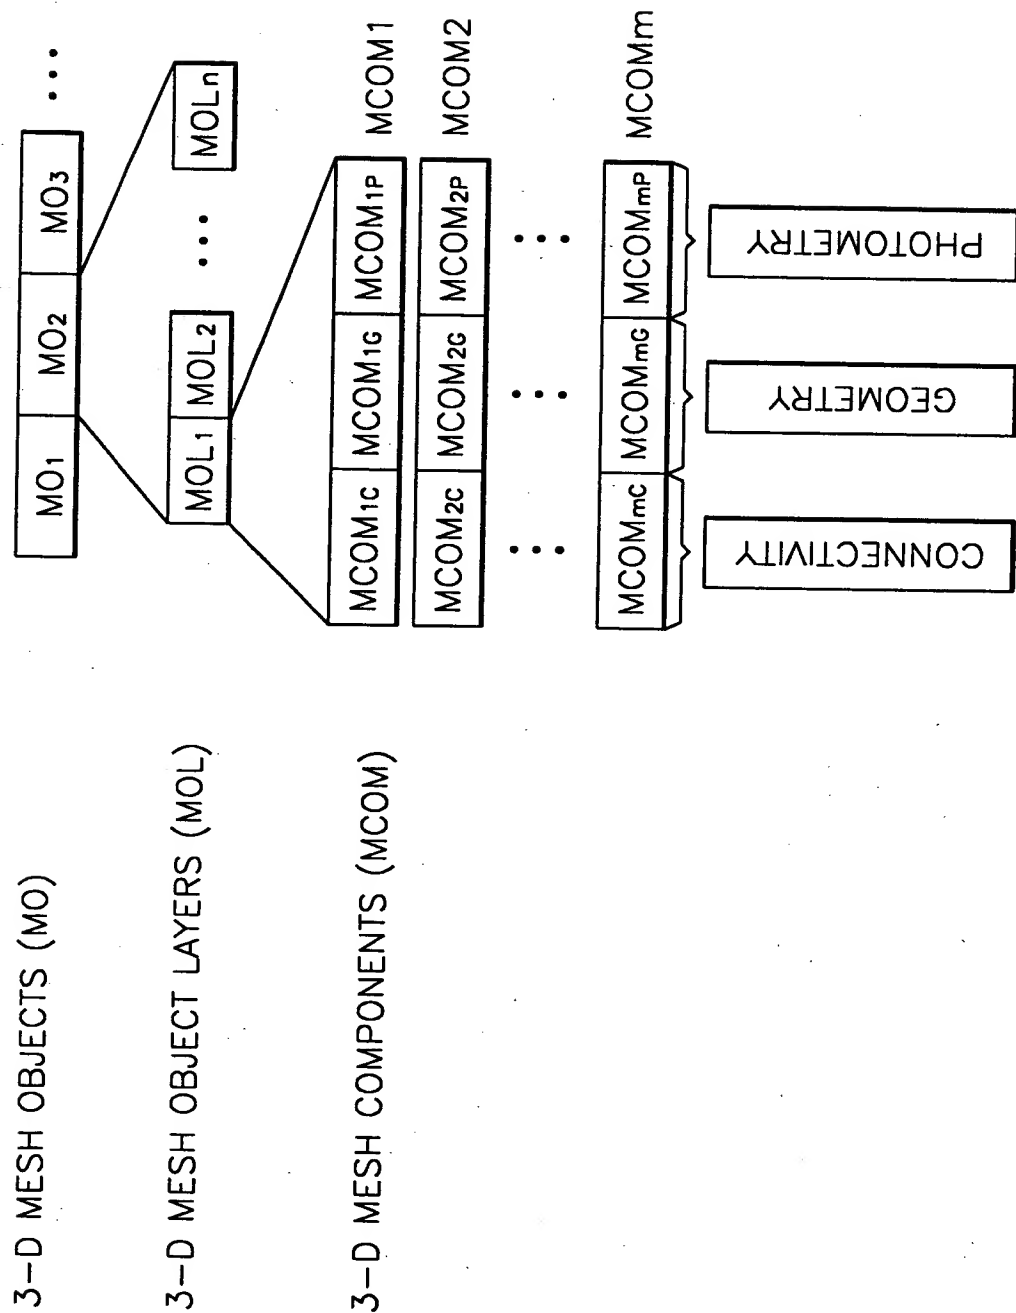 3-D MESH OBJECTS (MO)
MO1 MO2 MO3 •••
3-D MESH OBJECT LAYERS (MOL)
MOL1 MOL2 ••• MOLn
3-D MESH COMPONENTS (MCOM)
MCOM1C MCOM1G MCOM1P MCOM1
MCOM2C MCOM2G MCOM2P MCOM2
••• ••• •••
MCOMmC MCOMmG MCOMmP MCOMm
CONNECTIVITY GEOMETRY PHOTOMETRY